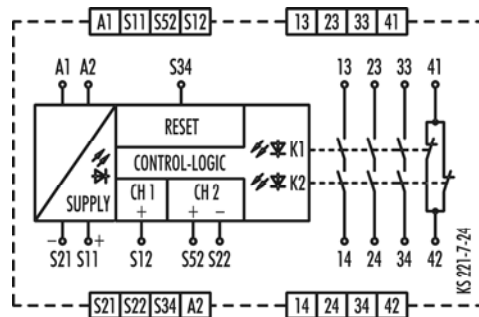 A1 S11 S52 S12 13 23 33 41
A1 A2 S34 13 23 33 41
RESET
K1
CONTROL-LOGIC
K2
SUPPLY CH 1 CH 2
+ + −
− +
S21 S11 S12 S52 S22 14 24 34 42
KS 221-7-24
S21 S22 S34 A2 14 24 34 42